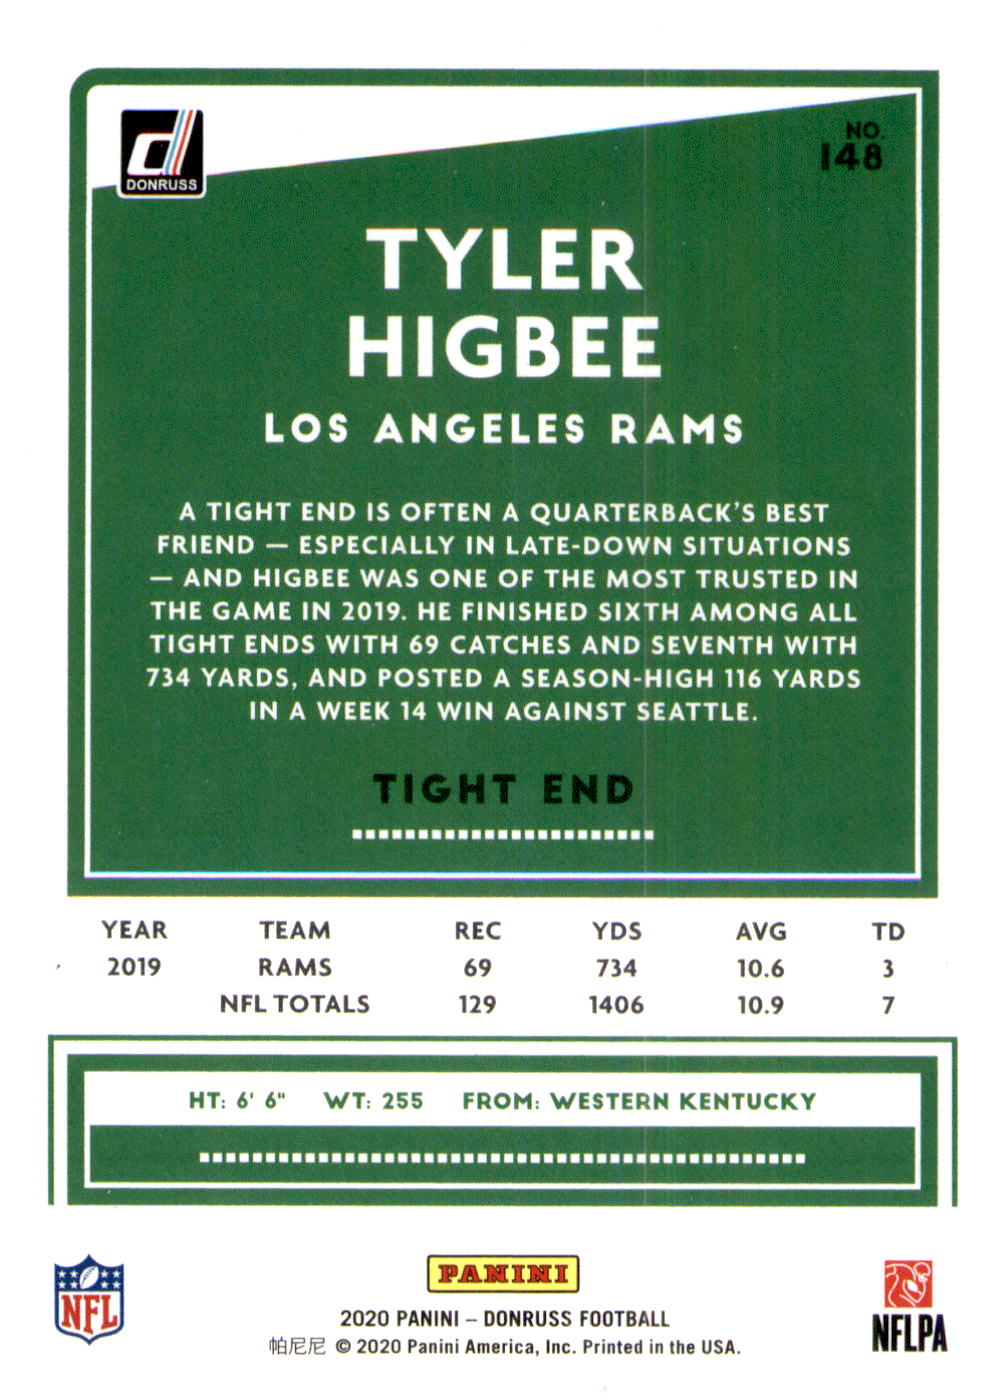 DONRUSS
NO.
148
TYLER
HIGBEE
LOS ANGELES RAMS
A TIGHT END IS OFTEN A QUARTERBACK'S BEST
FRIEND — ESPECIALLY IN LATE-DOWN SITUATIONS
— AND HIGBEE WAS ONE OF THE MOST TRUSTED IN
THE GAME IN 2019. HE FINISHED SIXTH AMONG ALL
TIGHT ENDS WITH 69 CATCHES AND SEVENTH WITH
734 YARDS, AND POSTED A SEASON-HIGH 116 YARDS
IN A WEEK 14 WIN AGAINST SEATTLE.
TIGHT END
YEAR TEAM REC YDS AVG TD
2019 RAMS 69 734 10.6 3
NFL TOTALS 129 1406 10.9 7
HT: 6' 6" WT: 255 FROM: WESTERN KENTUCKY
NFL
PANINI
2020 PANINI – DONRUSS FOOTBALL
帕尼尼 © 2020 Panini America, Inc. Printed in the USA.
NFLPA